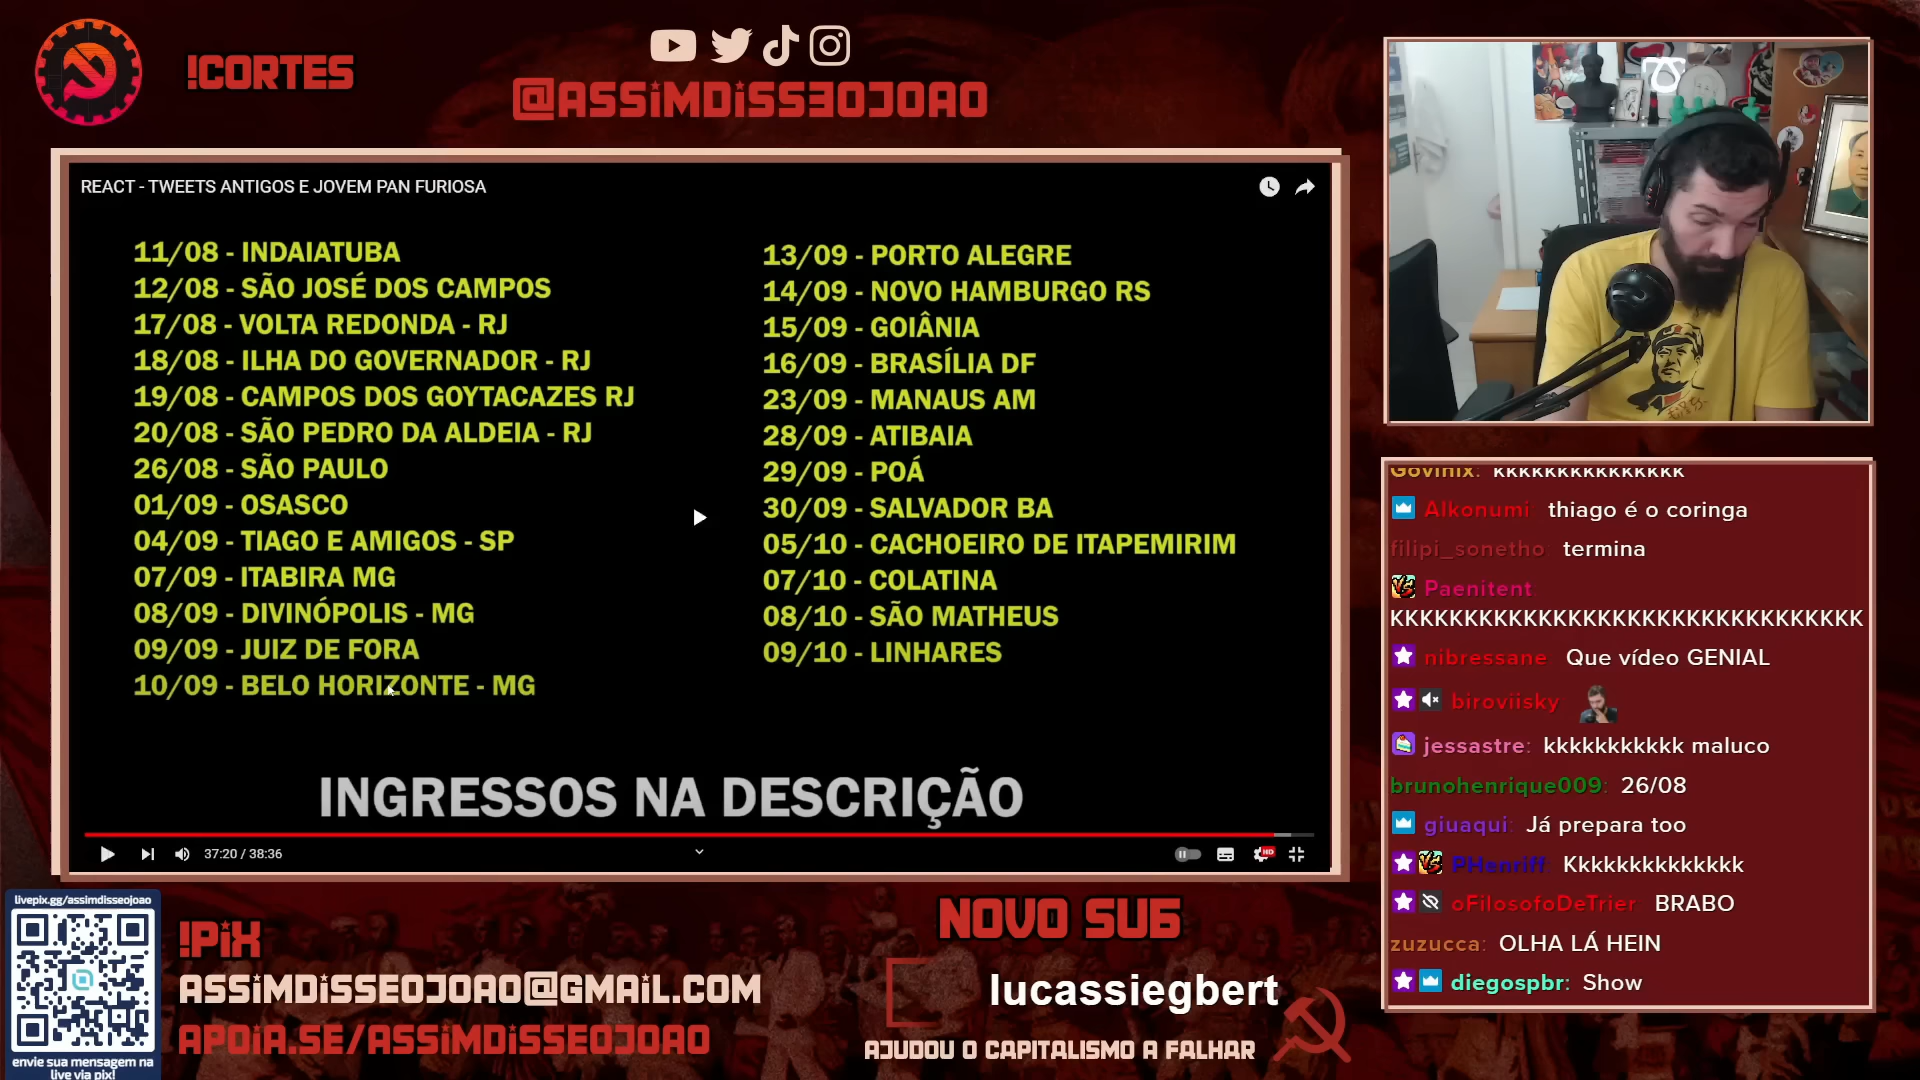 !CORTES
@ASSIMDISSEOJOAO
REACT - TWEETS ANTIGOS E JOVEM PAN FURIOSA
11/08 - INDAIATUBA
12/08 - SÃO JOSÉ DOS CAMPOS
17/08 - VOLTA REDONDA - RJ
18/08 - ILHA DO GOVERNADOR - RJ
19/08 - CAMPOS DOS GOYTACAZES RJ
20/08 - SÃO PEDRO DA ALDEIA - RJ
26/08 - SÃO PAULO
01/09 - OSASCO
04/09 - TIAGO E AMIGOS - SP
07/09 - ITABIRA MG
08/09 - DIVINÓPOLIS - MG
09/09 - JUIZ DE FORA
10/09 - BELO HORIZONTE - MG
13/09 - PORTO ALEGRE
14/09 - NOVO HAMBURGO RS
15/09 - GOIÂNIA
16/09 - BRASÍLIA DF
23/09 - MANAUS AM
28/09 - ATIBAIA
29/09 - POÁ
30/09 - SALVADOR BA
05/10 - CACHOEIRO DE ITAPEMIRIM
07/10 - COLATINA
08/10 - SÃO MATHEUS
09/10 - LINHARES
INGRESSOS NA DESCRIÇÃO
37:20 / 38:36
HD
Govinix: kkkkkkkkkkkkkkk
Alkonumi thiago é o coringa
filipi_sonetho termina
Paenitent
KKKKKKKKKKKKKKKKKKKKKKKKKKKKKKKK
nibressane Que vídeo GENIAL
biroviisky
jessastre: kkkkkkkkkkk maluco
brunohenrique009: 26/08
giuaqui: Já prepara too
PHenriff Kkkkkkkkkkkkkk
oFilosofoDeTrier BRABO
zuzucca: OLHA LÁ HEIN
diegospbr: Show
livepix.gg/assimdisseojoao
envie sua mensagem na
live via pix!
!PIX
ASSIMDISSEOJOAO@GMAIL.COM
APOIA.SE/ASSIMDISSEOJOAO
NOVO SUB
lucassiegbert
AJUDOU O CAPITALISMO A FALHAR